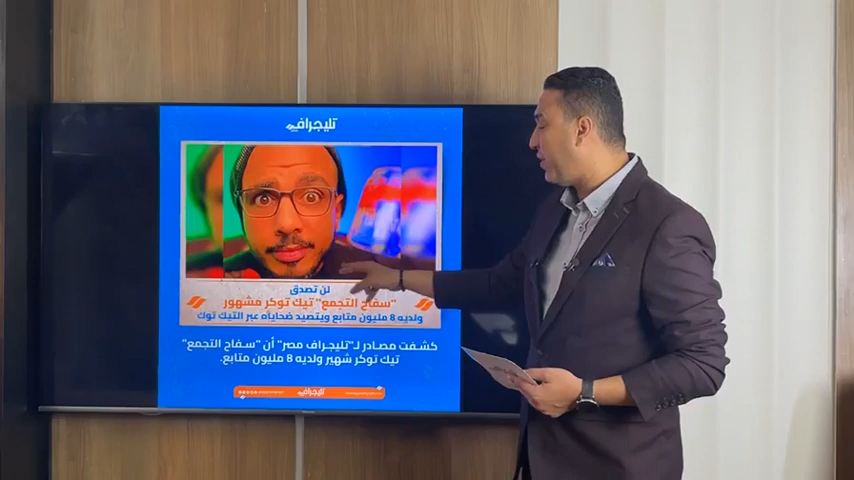 تليجراف
لن تصدق
"سفاح التجمع" تيك توكر مشهور
ولديه 8 مليون متابع ويتصيد ضحاياه عبر التيك توك
كشفت مصادر لـ"تليجراف مصر" أن "سفاح التجمع"
تيك توكر شهير ولديه 8 مليون متابع.
تليجراف